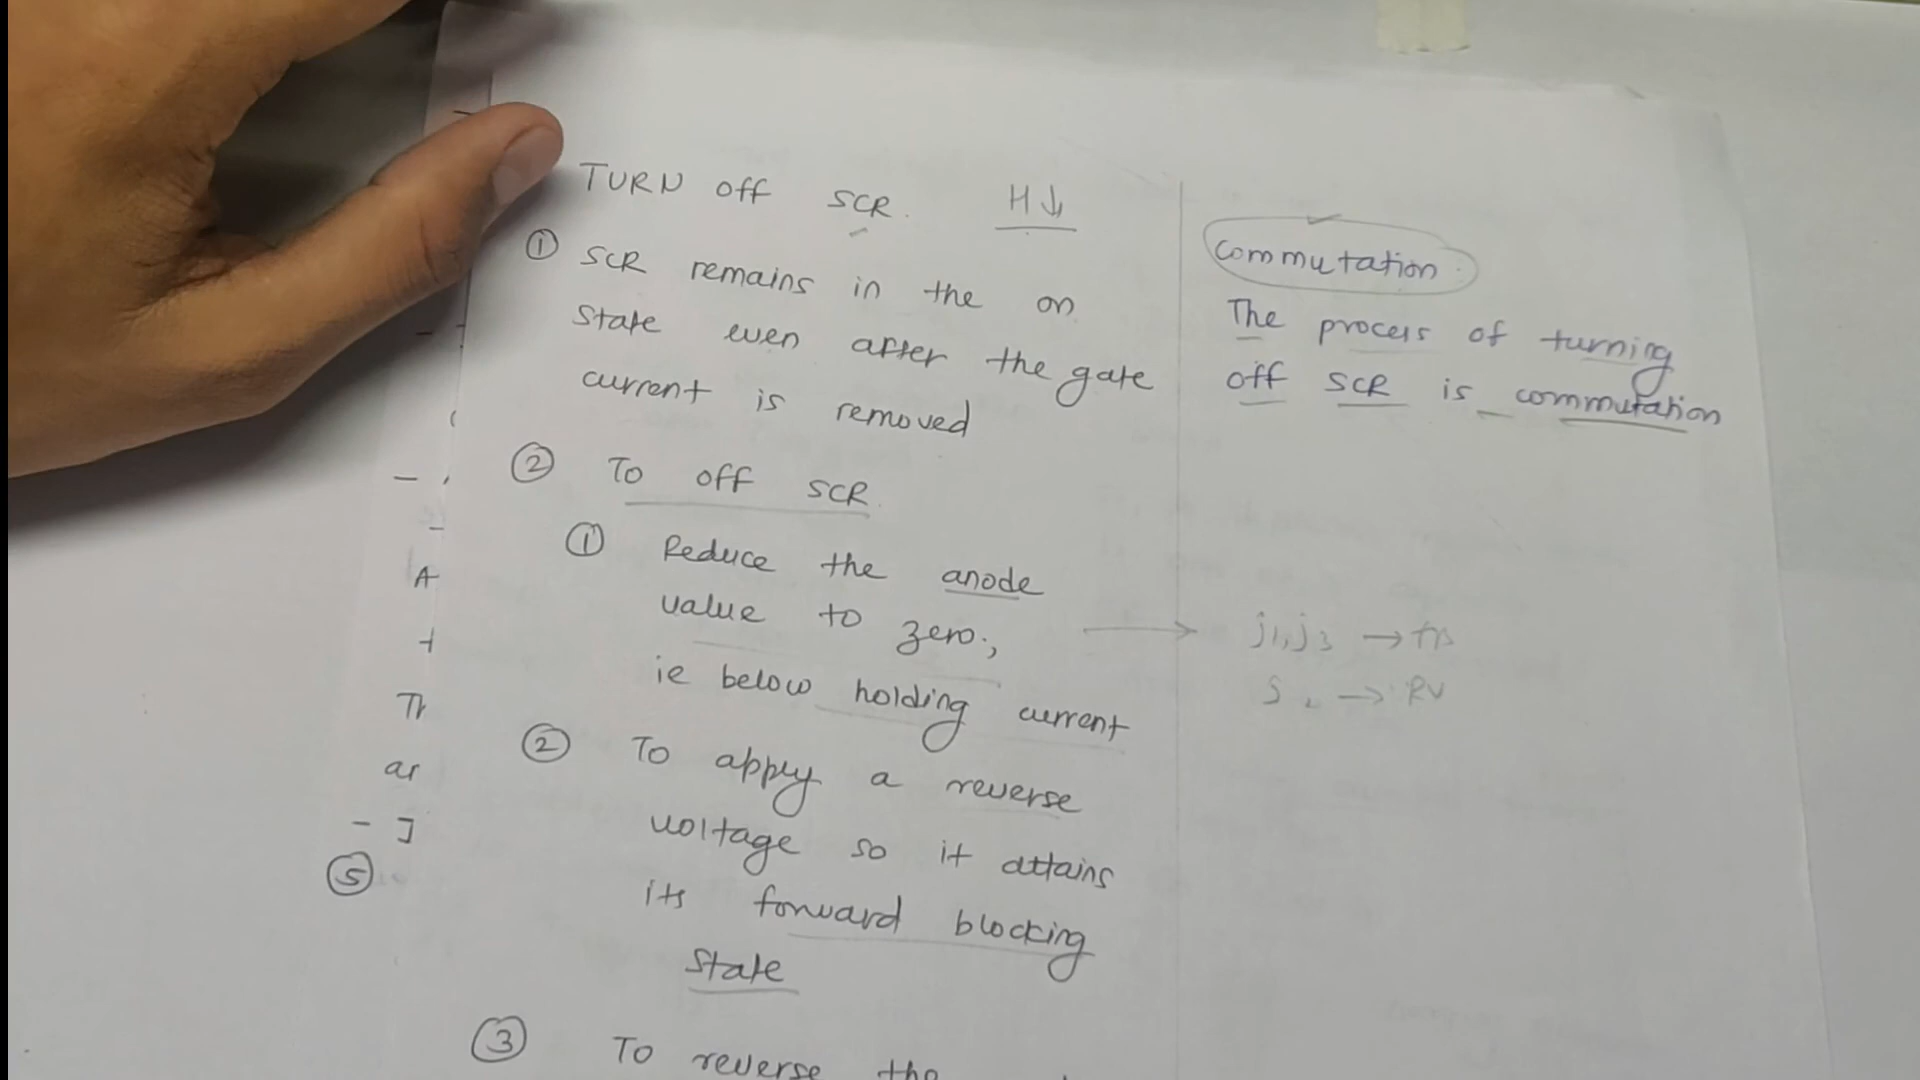 TURN off SCR. H↓
① SCR remains in the on
state even after the gate
current is removed
② To off SCR.
① Reduce the anode
value to zero.,
ie below holding current
② To apply a reverse
voltage so it attains
its forward blocking
state
③ To reverse the
Commutation.
The process of turning
off SCR is commutation
j1,j3 →
→ RV
A
Th
ar
- J
⑤